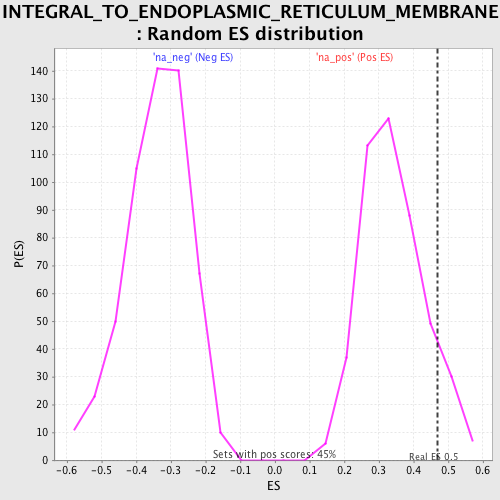 INTEGRAL_TO_ENDOPLASMIC_RETICULUM_MEMBRANE
: Random ES distribution
'na_neg' (Neg ES) 'na_pos' (Pos ES)
140
130
120
110
100
90
80
70
60
50
40
30
20
10
0
P(ES)
Sets with pos scores: 45%
Real ES 0.5
-0.6 -0.5 -0.4 -0.3 -0.2 -0.1 0.0 0.1 0.2 0.3 0.4 0.5 0.6
ES